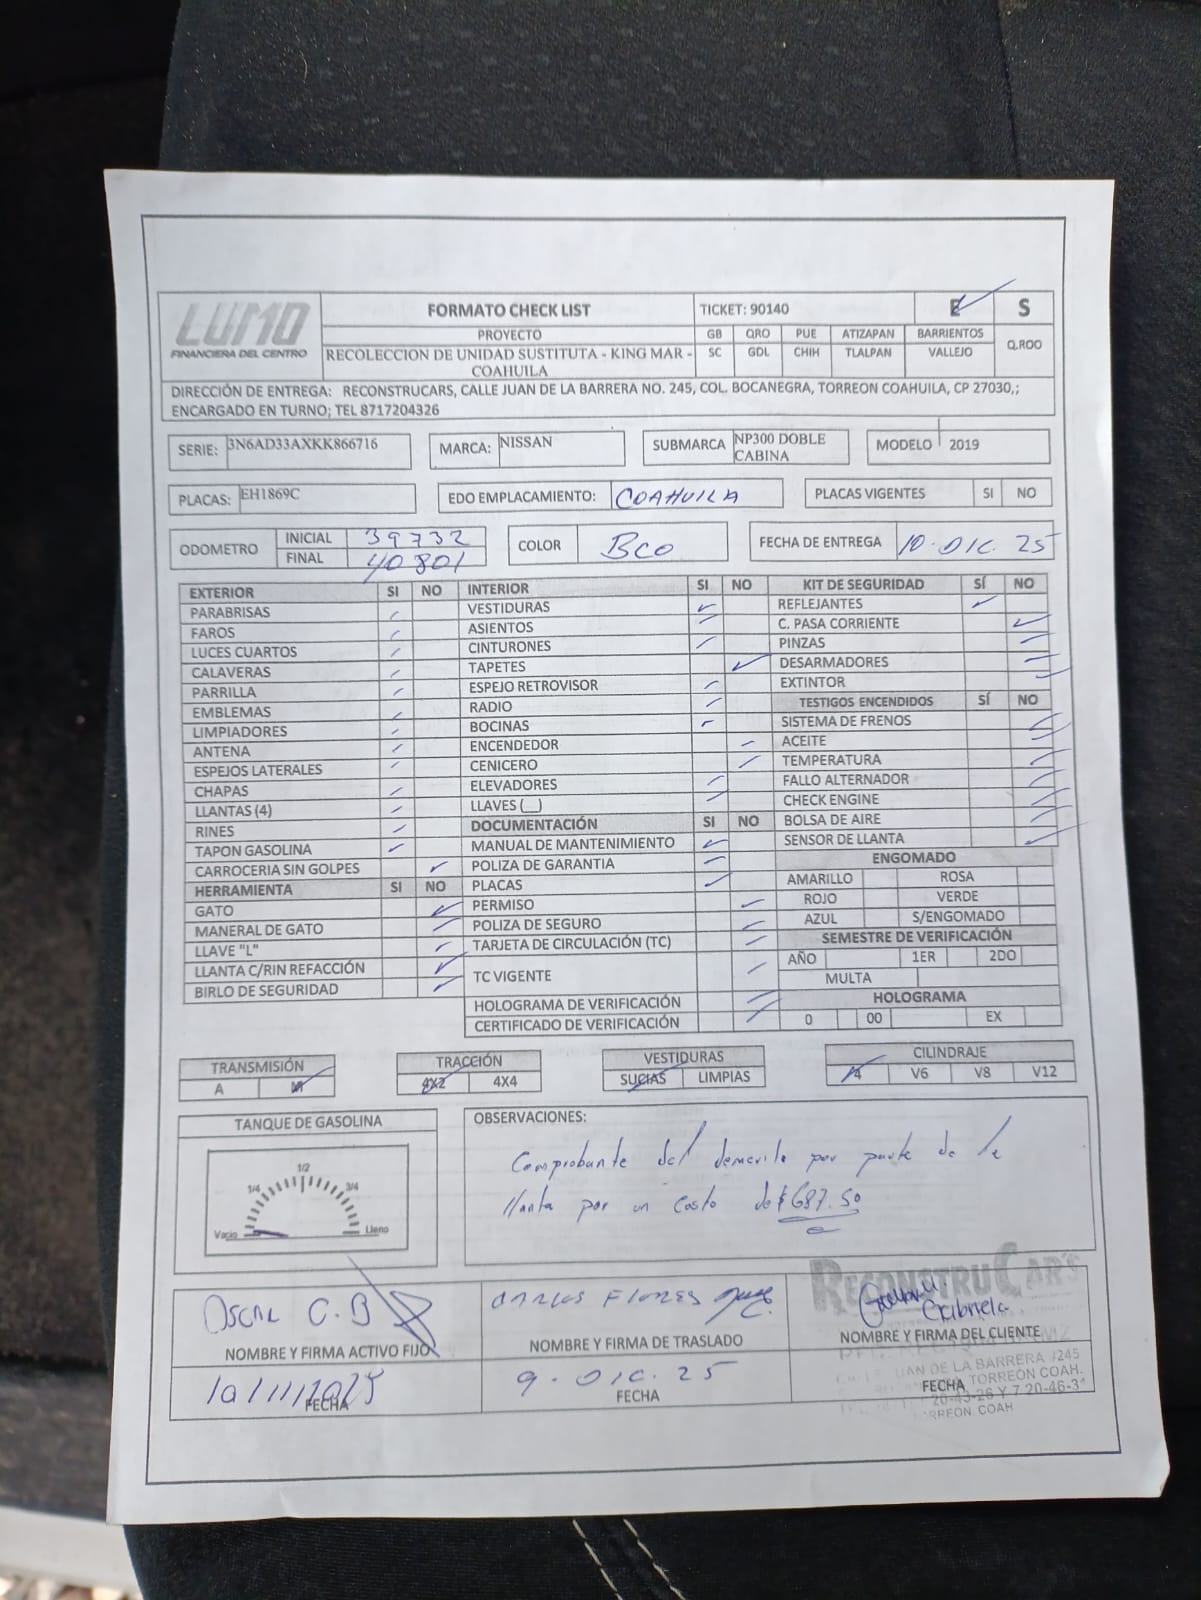 LUMO
FINANCIERA DEL CENTRO
FORMATO CHECK LIST
TICKET: 90140
E S
PROYECTO
GB QRO PUE ATIZAPAN BARRIENTOS
Q.ROO
RECOLECCION DE UNIDAD SUSTITUTA - KING MAR -
COAHUILA
SC GDL CHIH TLALPAN VALLEJO
DIRECCIÓN DE ENTREGA: RECONSTRUCARS, CALLE JUAN DE LA BARRERA NO. 245, COL. BOCANEGRA, TORREON COAHUILA, CP 27030,;
ENCARGADO EN TURNO; TEL 8717204326
SERIE: 3N6AD33AXKK866716
MARCA: NISSAN
SUBMARCA NP300 DOBLE
CABINA
MODELO 2019
PLACAS: EH1869C
EDO EMPLACAMIENTO: COAHUILA
PLACAS VIGENTES SI NO
ODOMETRO
INICIAL 39732
FINAL 40801
COLOR Bco
FECHA DE ENTREGA 10. DIC. 25
EXTERIOR SI NO
PARABRISAS
FAROS
LUCES CUARTOS
CALAVERAS
PARRILLA
EMBLEMAS
LIMPIADORES
ANTENA
ESPEJOS LATERALES
CHAPAS
LLANTAS (4)
RINES
TAPON GASOLINA
CARROCERIA SIN GOLPES
HERRAMIENTA SI NO
GATO
MANERAL DE GATO
LLAVE "L"
LLANTA C/RIN REFACCIÓN
BIRLO DE SEGURIDAD
INTERIOR SI NO
VESTIDURAS
ASIENTOS
CINTURONES
TAPETES
ESPEJO RETROVISOR
RADIO
BOCINAS
ENCENDEDOR
CENICERO
ELEVADORES
LLAVES (__)
DOCUMENTACIÓN SI NO
MANUAL DE MANTENIMIENTO
POLIZA DE GARANTIA
PLACAS
PERMISO
POLIZA DE SEGURO
TARJETA DE CIRCULACIÓN (TC)
TC VIGENTE
HOLOGRAMA DE VERIFICACIÓN
CERTIFICADO DE VERIFICACIÓN
KIT DE SEGURIDAD SÍ NO
REFLEJANTES
C. PASA CORRIENTE
PINZAS
DESARMADORES
EXTINTOR
TESTIGOS ENCENDIDOS SÍ NO
SISTEMA DE FRENOS
ACEITE
TEMPERATURA
FALLO ALTERNADOR
CHECK ENGINE
BOLSA DE AIRE
SENSOR DE LLANTA
ENGOMADO
AMARILLO ROSA
ROJO VERDE
AZUL S/ENGOMADO
SEMESTRE DE VERIFICACIÓN
AÑO 1ER 2DO
MULTA
HOLOGRAMA
0 00 EX
TRANSMISIÓN
A M
TRACCIÓN
4X2 4X4
VESTIDURAS
SUCIAS LIMPIAS
CILINDRAJE
4 V6 V8 V12
TANQUE DE GASOLINA
1/2
1/4 3/4
Vacio Lleno
OBSERVACIONES:
Comprobante del demerito por parte de la
llanta por un costo de $687.50
OSCAR C.B
NOMBRE Y FIRMA ACTIVO FIJO
CARLOS FLORES
NOMBRE Y FIRMA DE TRASLADO
RECONSTRUCAR'S
Gabriela
NOMBRE Y FIRMA DEL CLIENTE
JUAN DE LA BARRERA #245
TORREON COAH.
FECHA
9. DIC. 25
FECHA
FECHA
TORREON. COAH